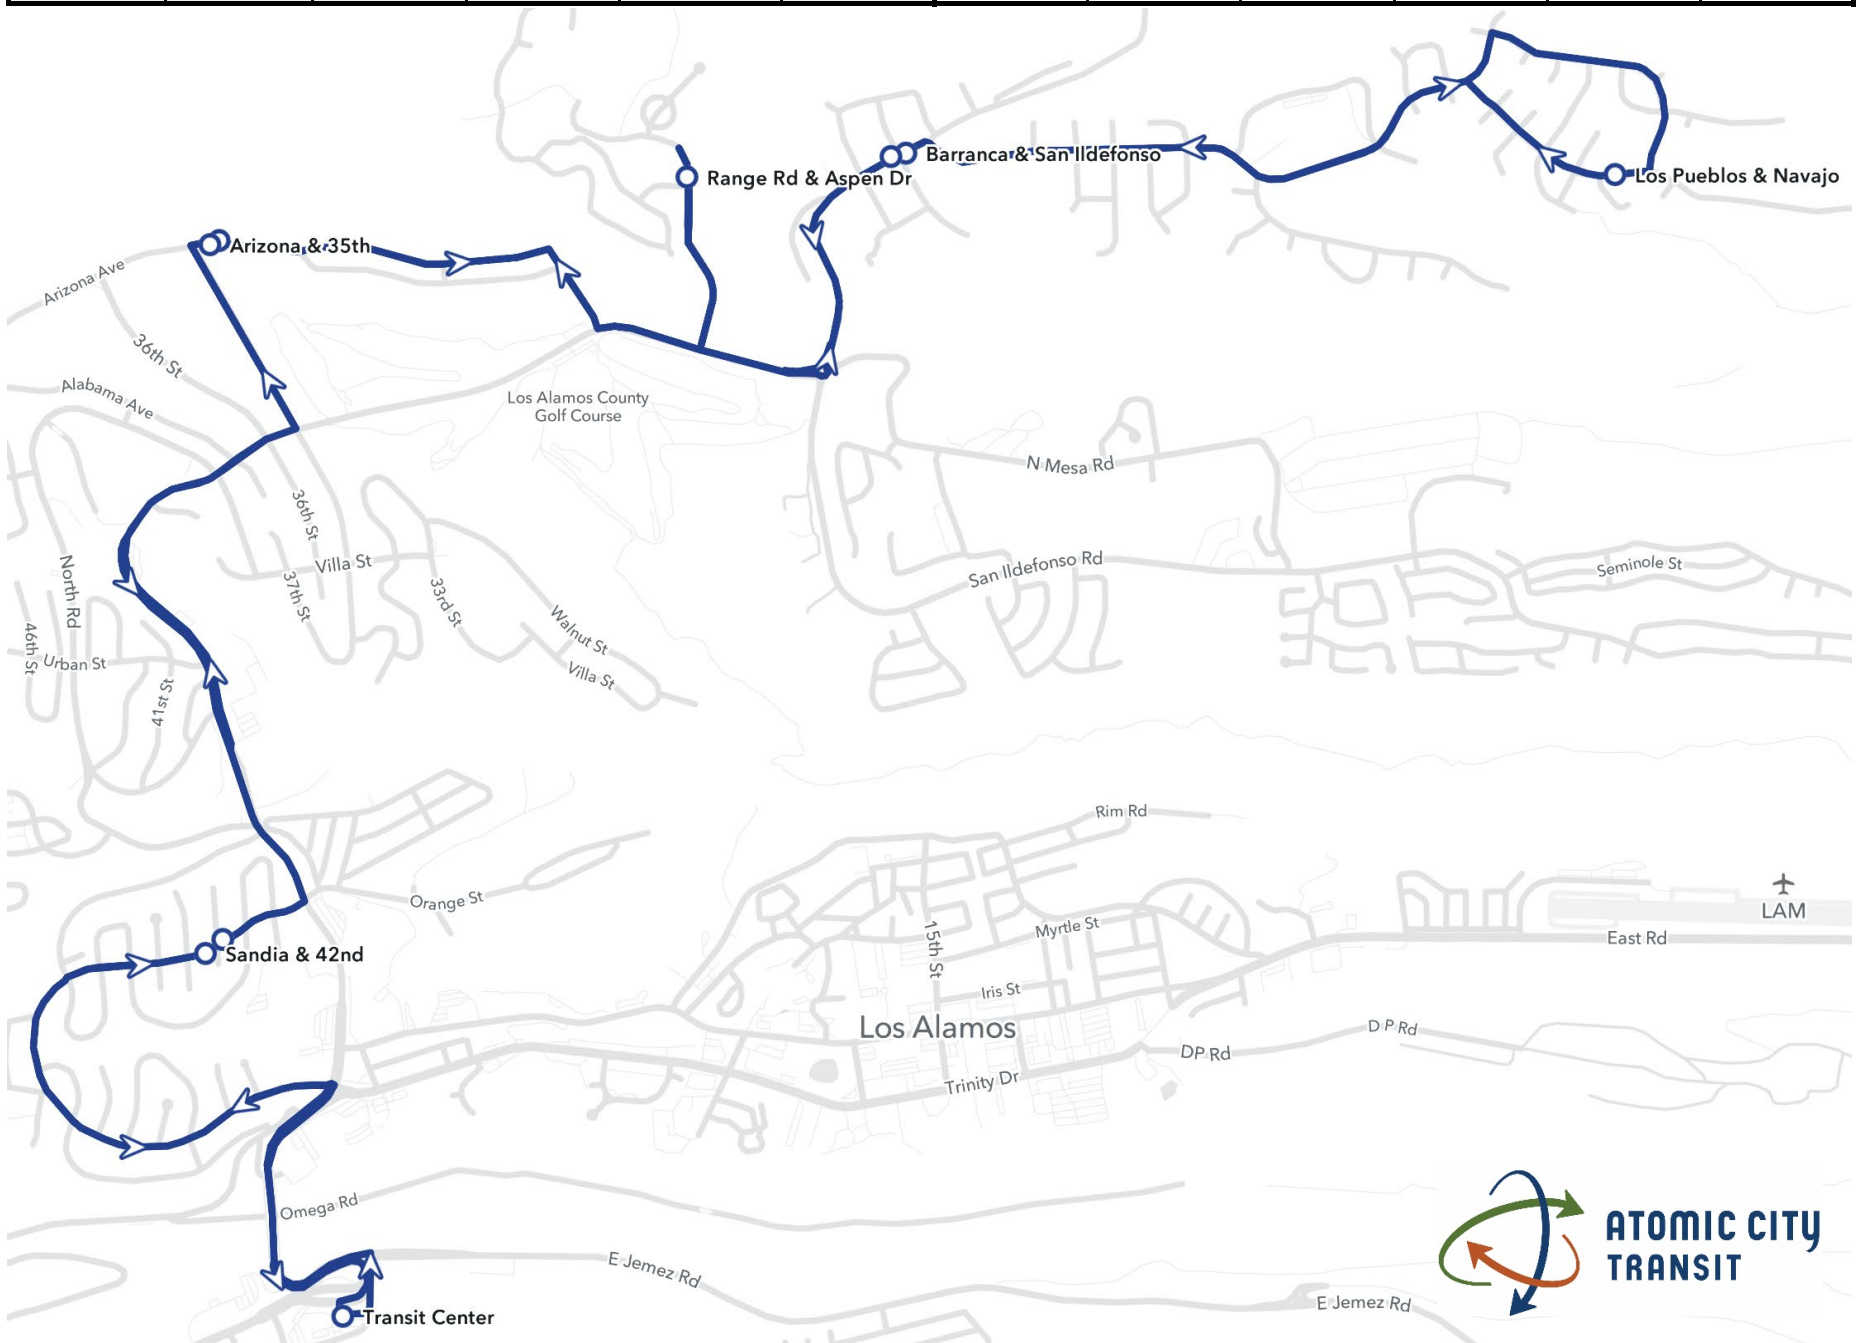 Barranca & San Ildefonso
Range Rd & Aspen Dr
Los Pueblos & Navajo
Arizona & 35th
Arizona Ave
36th St
Alabama Ave
Los Alamos County
Golf Course
N Mesa Rd
36th St
Villa St
37th St
33rd St
North Rd
San Ildefonso Rd
Seminole St
Walnut St
Villa St
46th St
Urban St
41st St
Rim Rd
Orange St
15th St
Myrtle St
LAM
East Rd
Sandia & 42nd
Iris St
Los Alamos
DP Rd
D P Rd
Trinity Dr
Omega Rd
E Jemez Rd
E Jemez Rd
Transit Center
ATOMIC CITY
TRANSIT